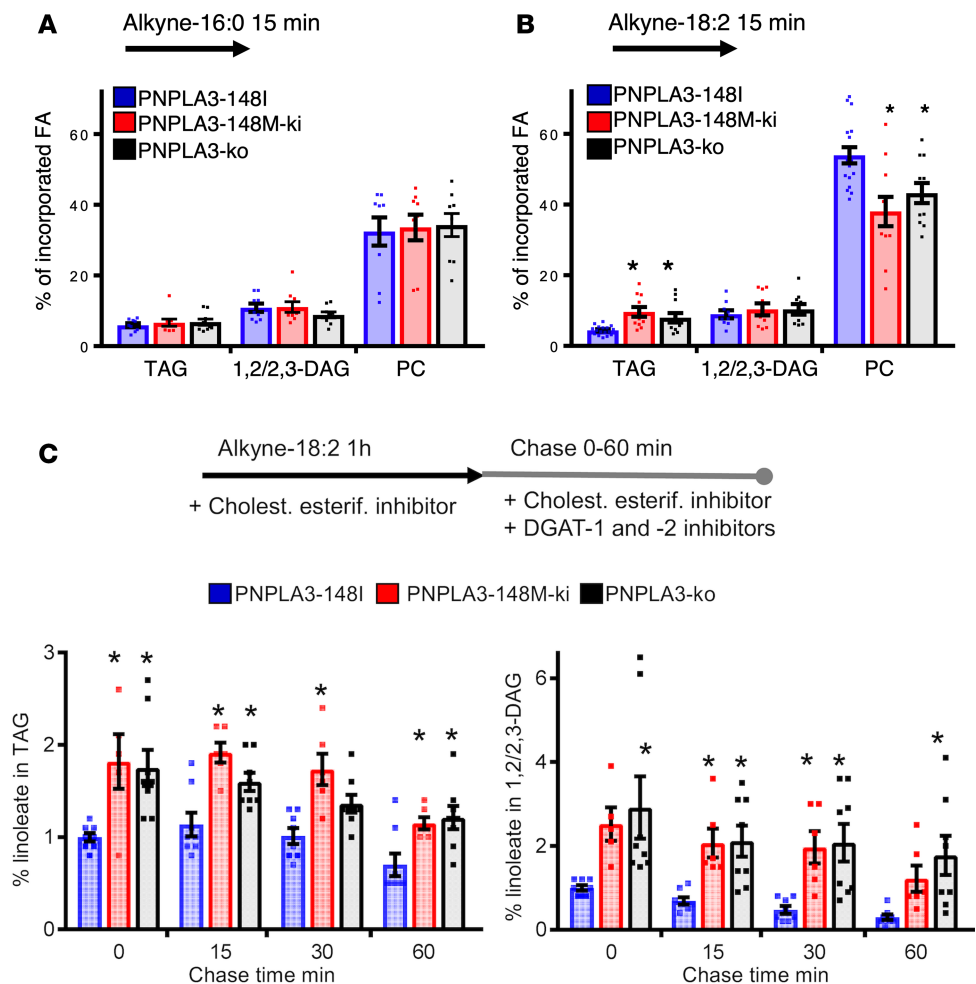 A
Alkyne-16:0 15 min
PNPLA3-148I
PNPLA3-148M-ki
PNPLA3-ko
% of incorporated FA
60
40
20
0
TAG 1,2/2,3-DAG PC
B
Alkyne-18:2 15 min
PNPLA3-148I
PNPLA3-148M-ki
PNPLA3-ko
% of incorporated FA
60
40
20
0
* * * *
TAG 1,2/2,3-DAG PC
C
Alkyne-18:2 1h
Chase 0-60 min
+ Cholest. esterif. inhibitor
+ Cholest. esterif. inhibitor
+ DGAT-1 and -2 inhibitors
PNPLA3-148I PNPLA3-148M-ki PNPLA3-ko
% linoleate in TAG
3
2
1
0
* * * * * * *
0 15 30 60
Chase time min
% linoleate in 1,2/2,3-DAG
6
4
2
0
* * * * * *
0 15 30 60
Chase time min